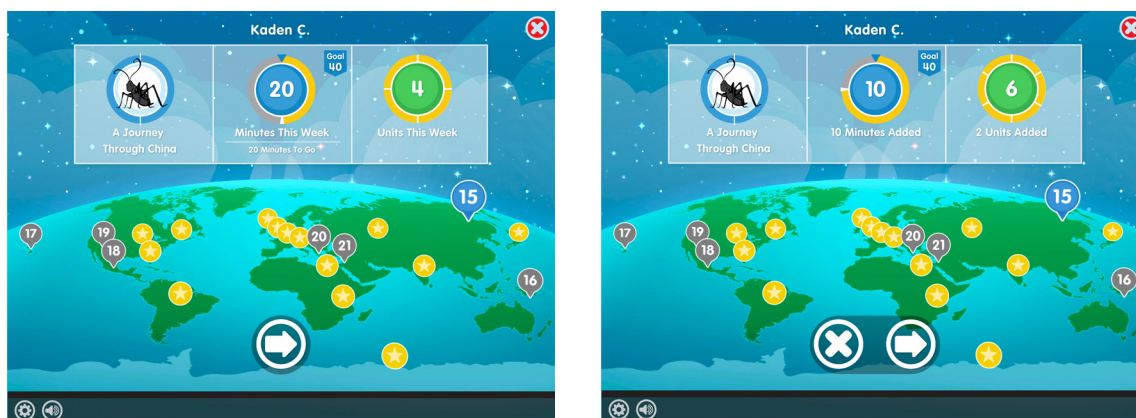 Kaden C.
Goal
40
20
4
A Journey
Through China
Minutes This Week
20 Minutes To Go
Units This Week
15
17
19
18
20
21
16
Kaden C.
Goal
40
10
6
A Journey
Through China
10 Minutes Added
2 Units Added
15
17
19
18
20
21
16